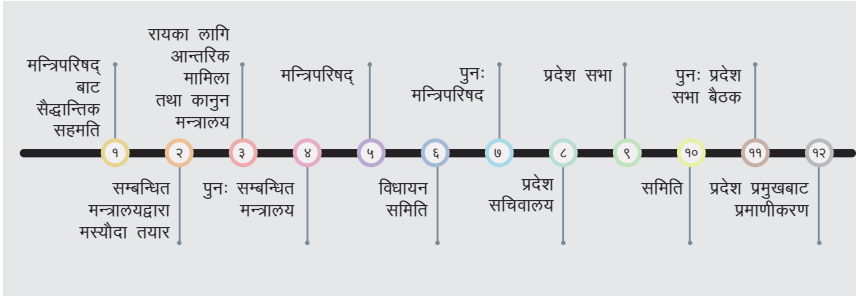 मन्त्रिपरिषद्
बाट
सैद्धान्तिक
सहमति
१
सम्बन्धित
मन्त्रालयद्वारा
मस्यौदा तयार
२
रायका लागि
आन्तरिक
मामिला
तथा कानुन
मन्त्रालय
३
पुनः सम्बन्धित
मन्त्रालय
४
मन्त्रिपरिषद्
५
विधायन
समिति
६
पुनः
मन्त्रिपरिषद
७
प्रदेश
सचिवालय
८
प्रदेश सभा
९
समिति
१०
पुनः प्रदेश
सभा बैठक
११
प्रदेश प्रमुखबाट
प्रमाणीकरण
१२